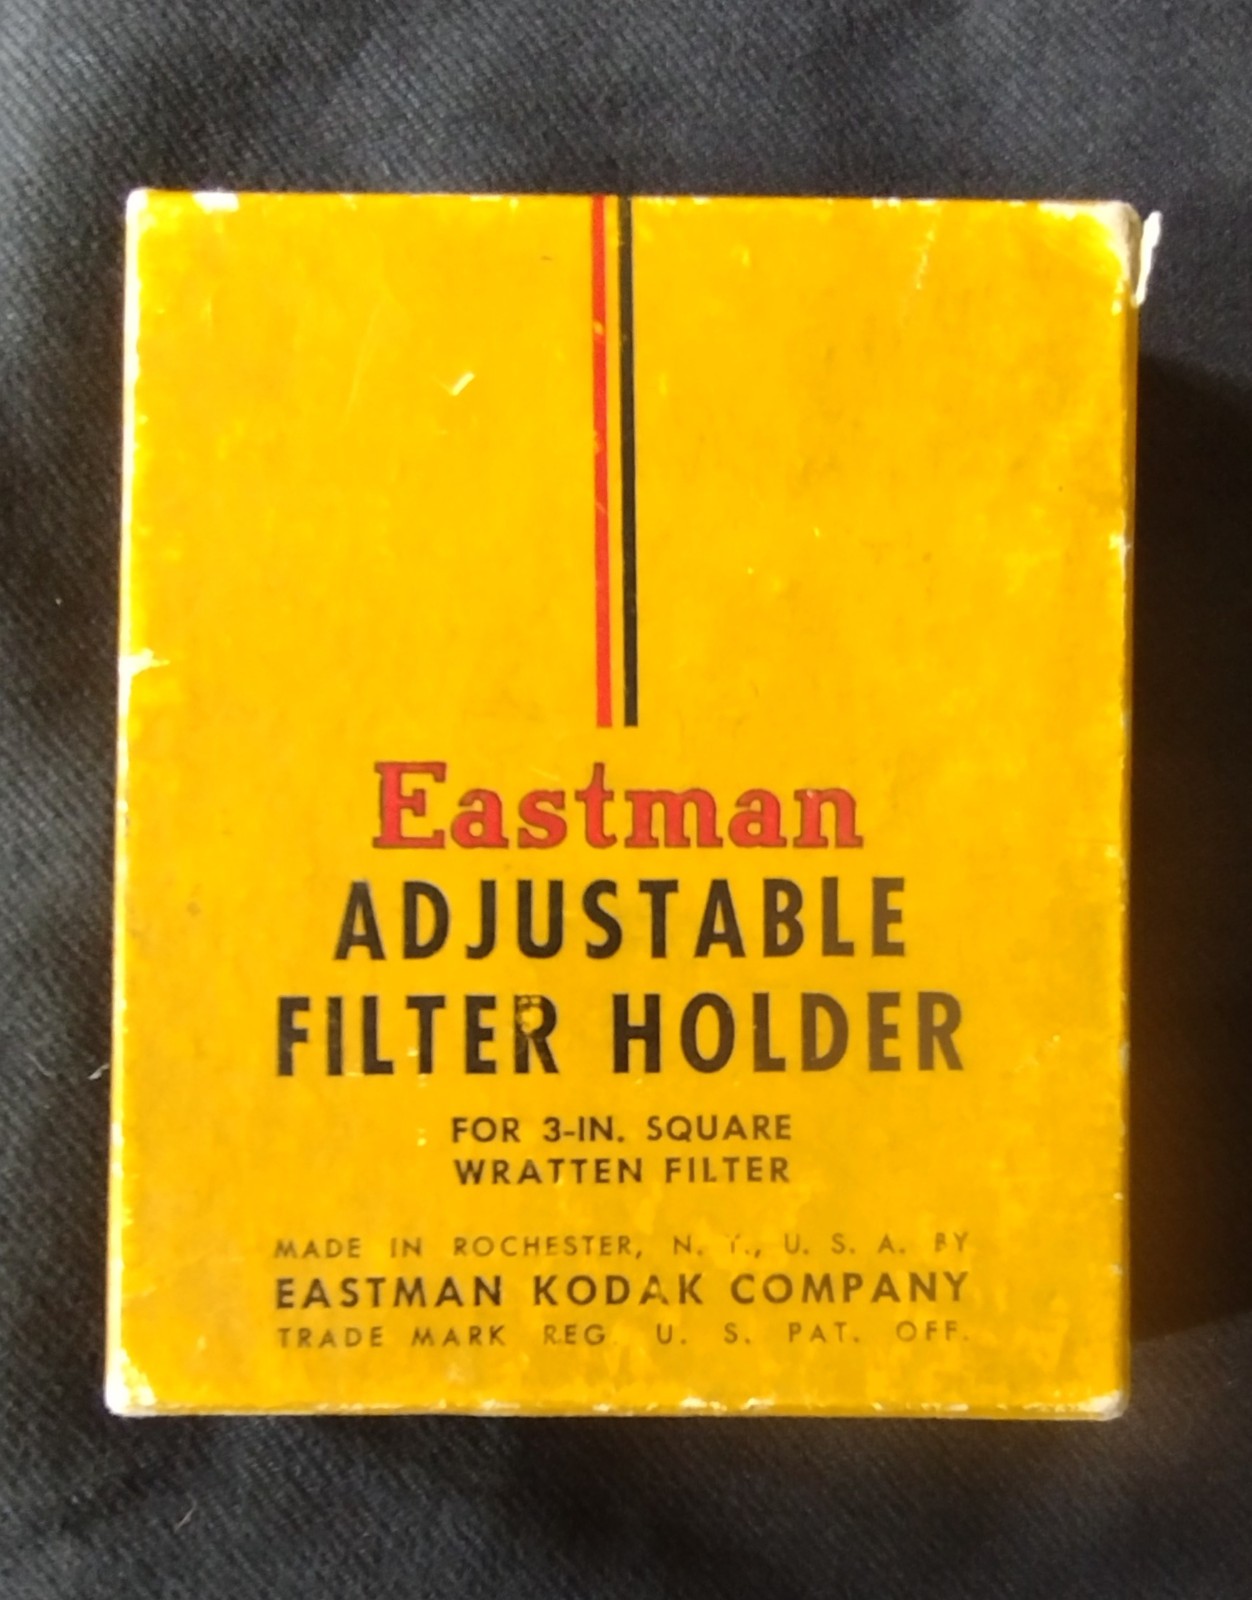 Eastman
ADJUSTABLE
FILTER HOLDER
FOR 3-IN. SQUARE
WRATTEN FILTER
MADE IN ROCHESTER, N. Y., U. S. A. BY
EASTMAN KODAK COMPANY
TRADE MARK REG. U. S. PAT. OFF.